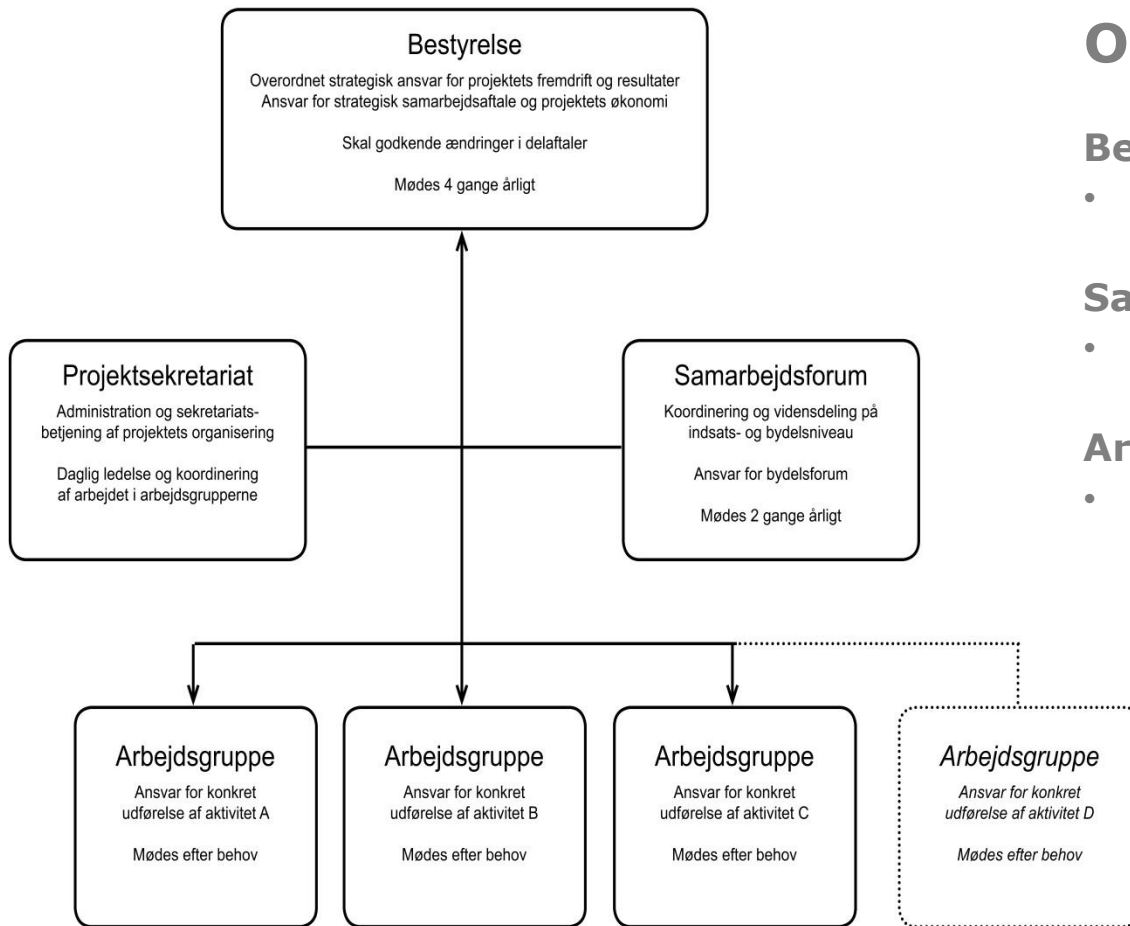 Bestyrelse
Overordnet strategisk ansvar for projektets fremdrift og resultater
Ansvar for strategisk samarbejdsaftale og projektets økonomi
Skal godkende ændringer i delaftaler
Mødes 4 gange årligt
Projektsekretariat
Administration og sekretariats-
betjening af projektets organisering
Daglig ledelse og koordinering
af arbejdet i arbejdsgrupperne
Samarbejdsforum
Koordinering og vidensdeling på
indsats- og bydelsniveau
Ansvar for bydelsforum
Mødes 2 gange årligt
Arbejdsgruppe
Ansvar for konkret
udførelse af aktivitet A
Mødes efter behov
Arbejdsgruppe
Ansvar for konkret
udførelse af aktivitet B
Mødes efter behov
Arbejdsgruppe
Ansvar for konkret
udførelse af aktivitet C
Mødes efter behov
Arbejdsgruppe
Ansvar for konkret
udførelse af aktivitet D
Mødes efter behov
O
Be
•
Sa
•
Ar
•